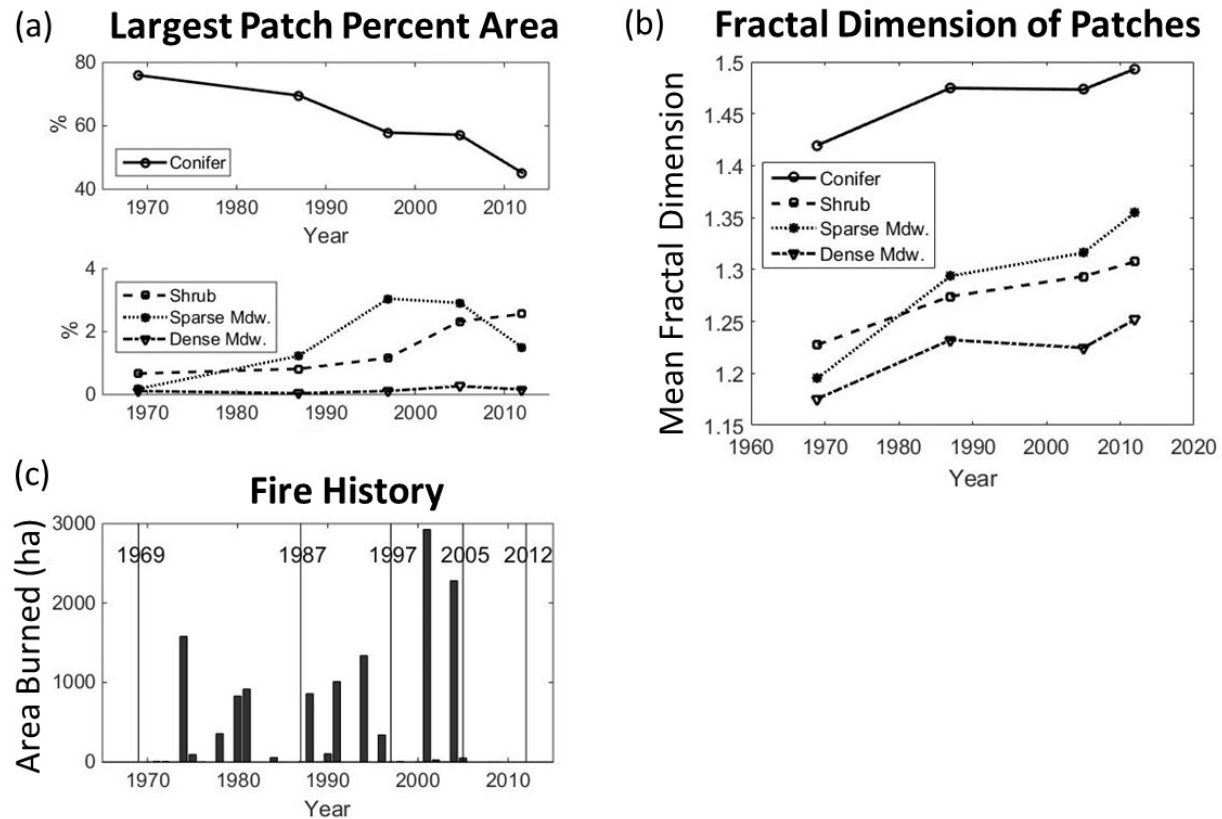 (a) Largest Patch Percent Area
80
60
40
%
Conifer
1970 1980 1990 2000 2010
Year
4
2
0
%
Shrub
Sparse Mdw.
Dense Mdw.
1970 1980 1990 2000 2010
Year
(b) Fractal Dimension of Patches
Mean Fractal Dimension
1.5
1.45
1.4
1.35
1.3
1.25
1.2
1.15
Conifer
Shrub
Sparse Mdw.
Dense Mdw.
1960 1970 1980 1990 2000 2010 2020
Year
(c) Fire History
Area Burned (ha)
3000
2000
1000
0
1969 1987 1997 2005 2012
1970 1980 1990 2000 2010
Year